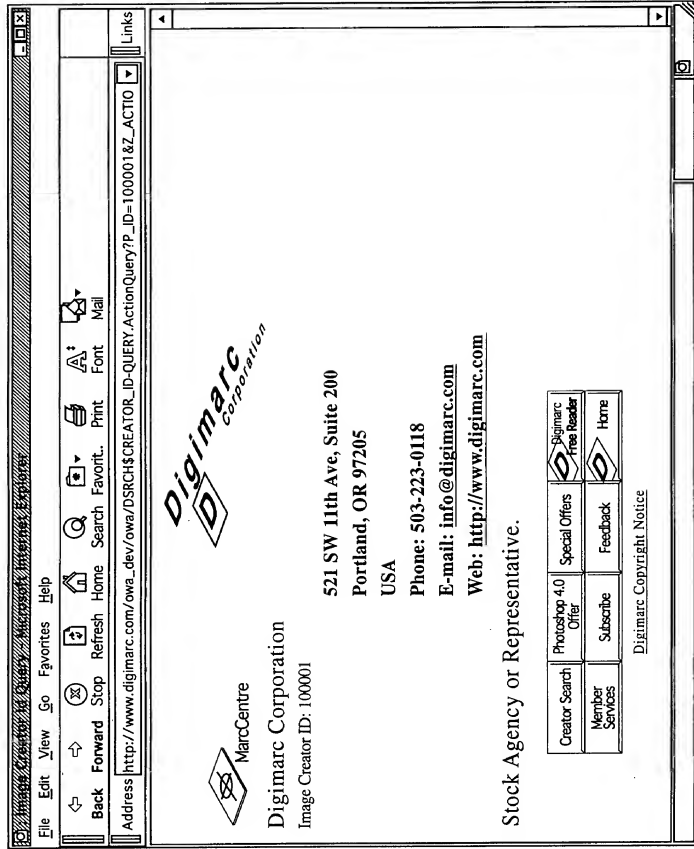 Image Creator Id Query - Microsoft Internet Explorer
File Edit View Go Favorites Help
Back Forward Stop Refresh Home Search Favorit.. Print Font Mail
Address http://www.digimarc.com/owa_dev/owa/DSRCH$CREATOR_ID-QUERY.ActionQuery?P_ID=100001&Z_ACTIO Links
MarcCentre
D
Digimarc
Corporation
Digimarc Corporation
Image Creator ID: 100001
521 SW 11th Ave, Suite 200
Portland, OR 97205
USA
Phone: 503-223-0118
E-mail: info@digimarc.com
Web: http://www.digimarc.com
Stock Agency or Representative.
Creator Search Photoshop 4.0 Offer Special Offers D Digimarc Free Reader
Member Services Subscribe Feedback D Home
Digimarc Copyright Notice